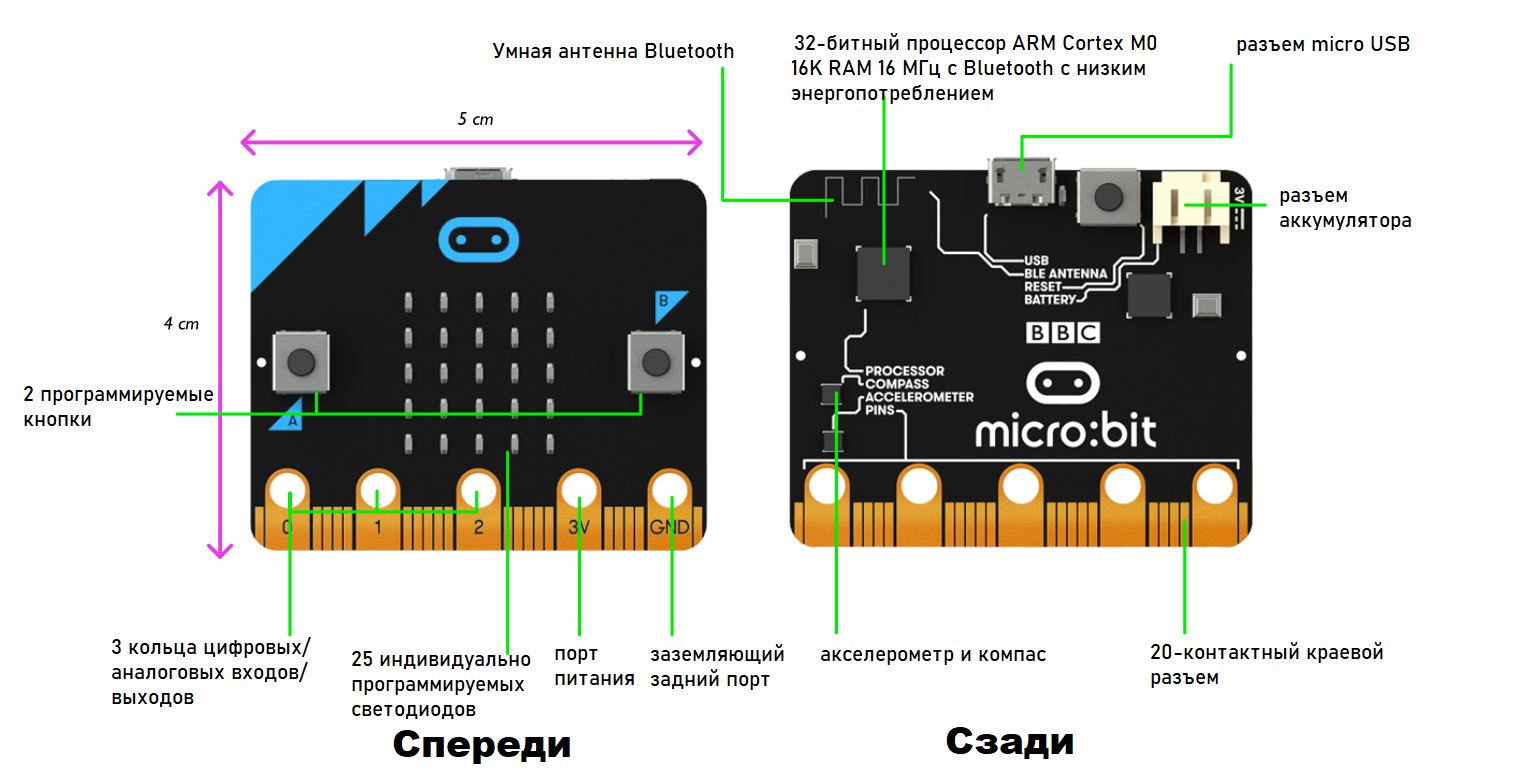 Умная антенна Bluetooth
32-битный процессор ARM Cortex M0
16K RAM 16 МГц с Bluetooth с низким
энергопотреблением
разъем micro USB
5 cm
4 cm
разъем
аккумулятора
3V
USB
BLE ANTENNA
RESET
BATTERY
BBC
B
A
PROCESSOR
COMPASS
ACCELEROMETER
PINS
micro:bit
2 программируемые
кнопки
0
1
2
3V
GND
3 кольца цифровых/
аналоговых входов/
выходов
25 индивидуально
программируемых
светодиодов
порт
питания
заземляющий
задний порт
акселерометр и компас
20-контактный краевой
разъем
Спереди
Сзади